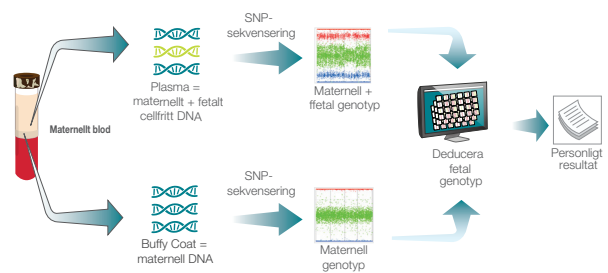 Maternellt blod
Plasma =
maternellt + fetalt
cellfritt DNA
SNP-
sekvensering
Maternell +
ffetal genotyp
Buffy Coat =
maternell DNA
SNP-
sekvensering
Maternell
genotyp
Deducera
fetal
genotyp
Personligt
resultat